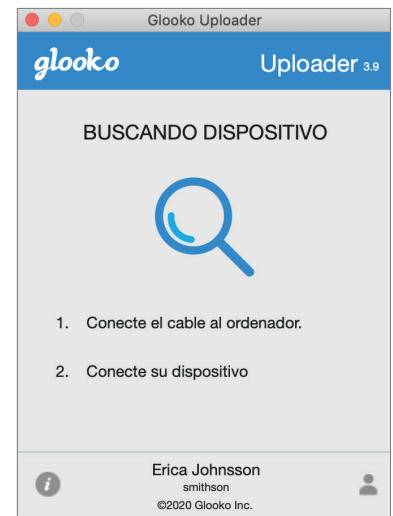 Glooko Uploader
glooko Uploader 3.9
BUSCANDO DISPOSITIVO
1. Conecte el cable al ordenador.
2. Conecte su dispositivo
i
Erica Johnsson
smithson
©2020 Glooko Inc.